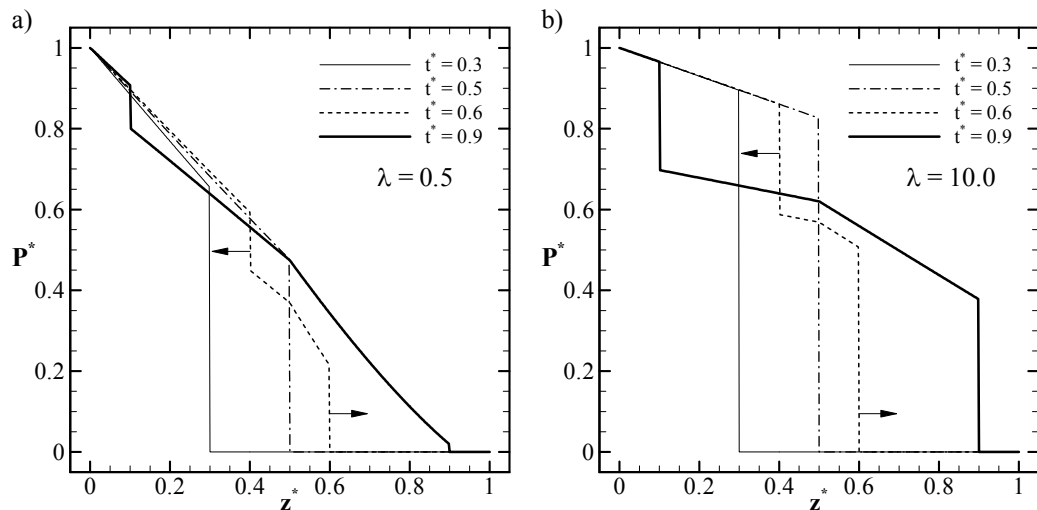 a)
1
0.8
0.6
0.4
0.2
0
P*
0 0.2 0.4 0.6 0.8 1
z*
t* = 0.3
t* = 0.5
t* = 0.6
t* = 0.9
λ = 0.5
b)
1
0.8
0.6
0.4
0.2
0
P*
0 0.2 0.4 0.6 0.8 1
z*
t* = 0.3
t* = 0.5
t* = 0.6
t* = 0.9
λ = 10.0